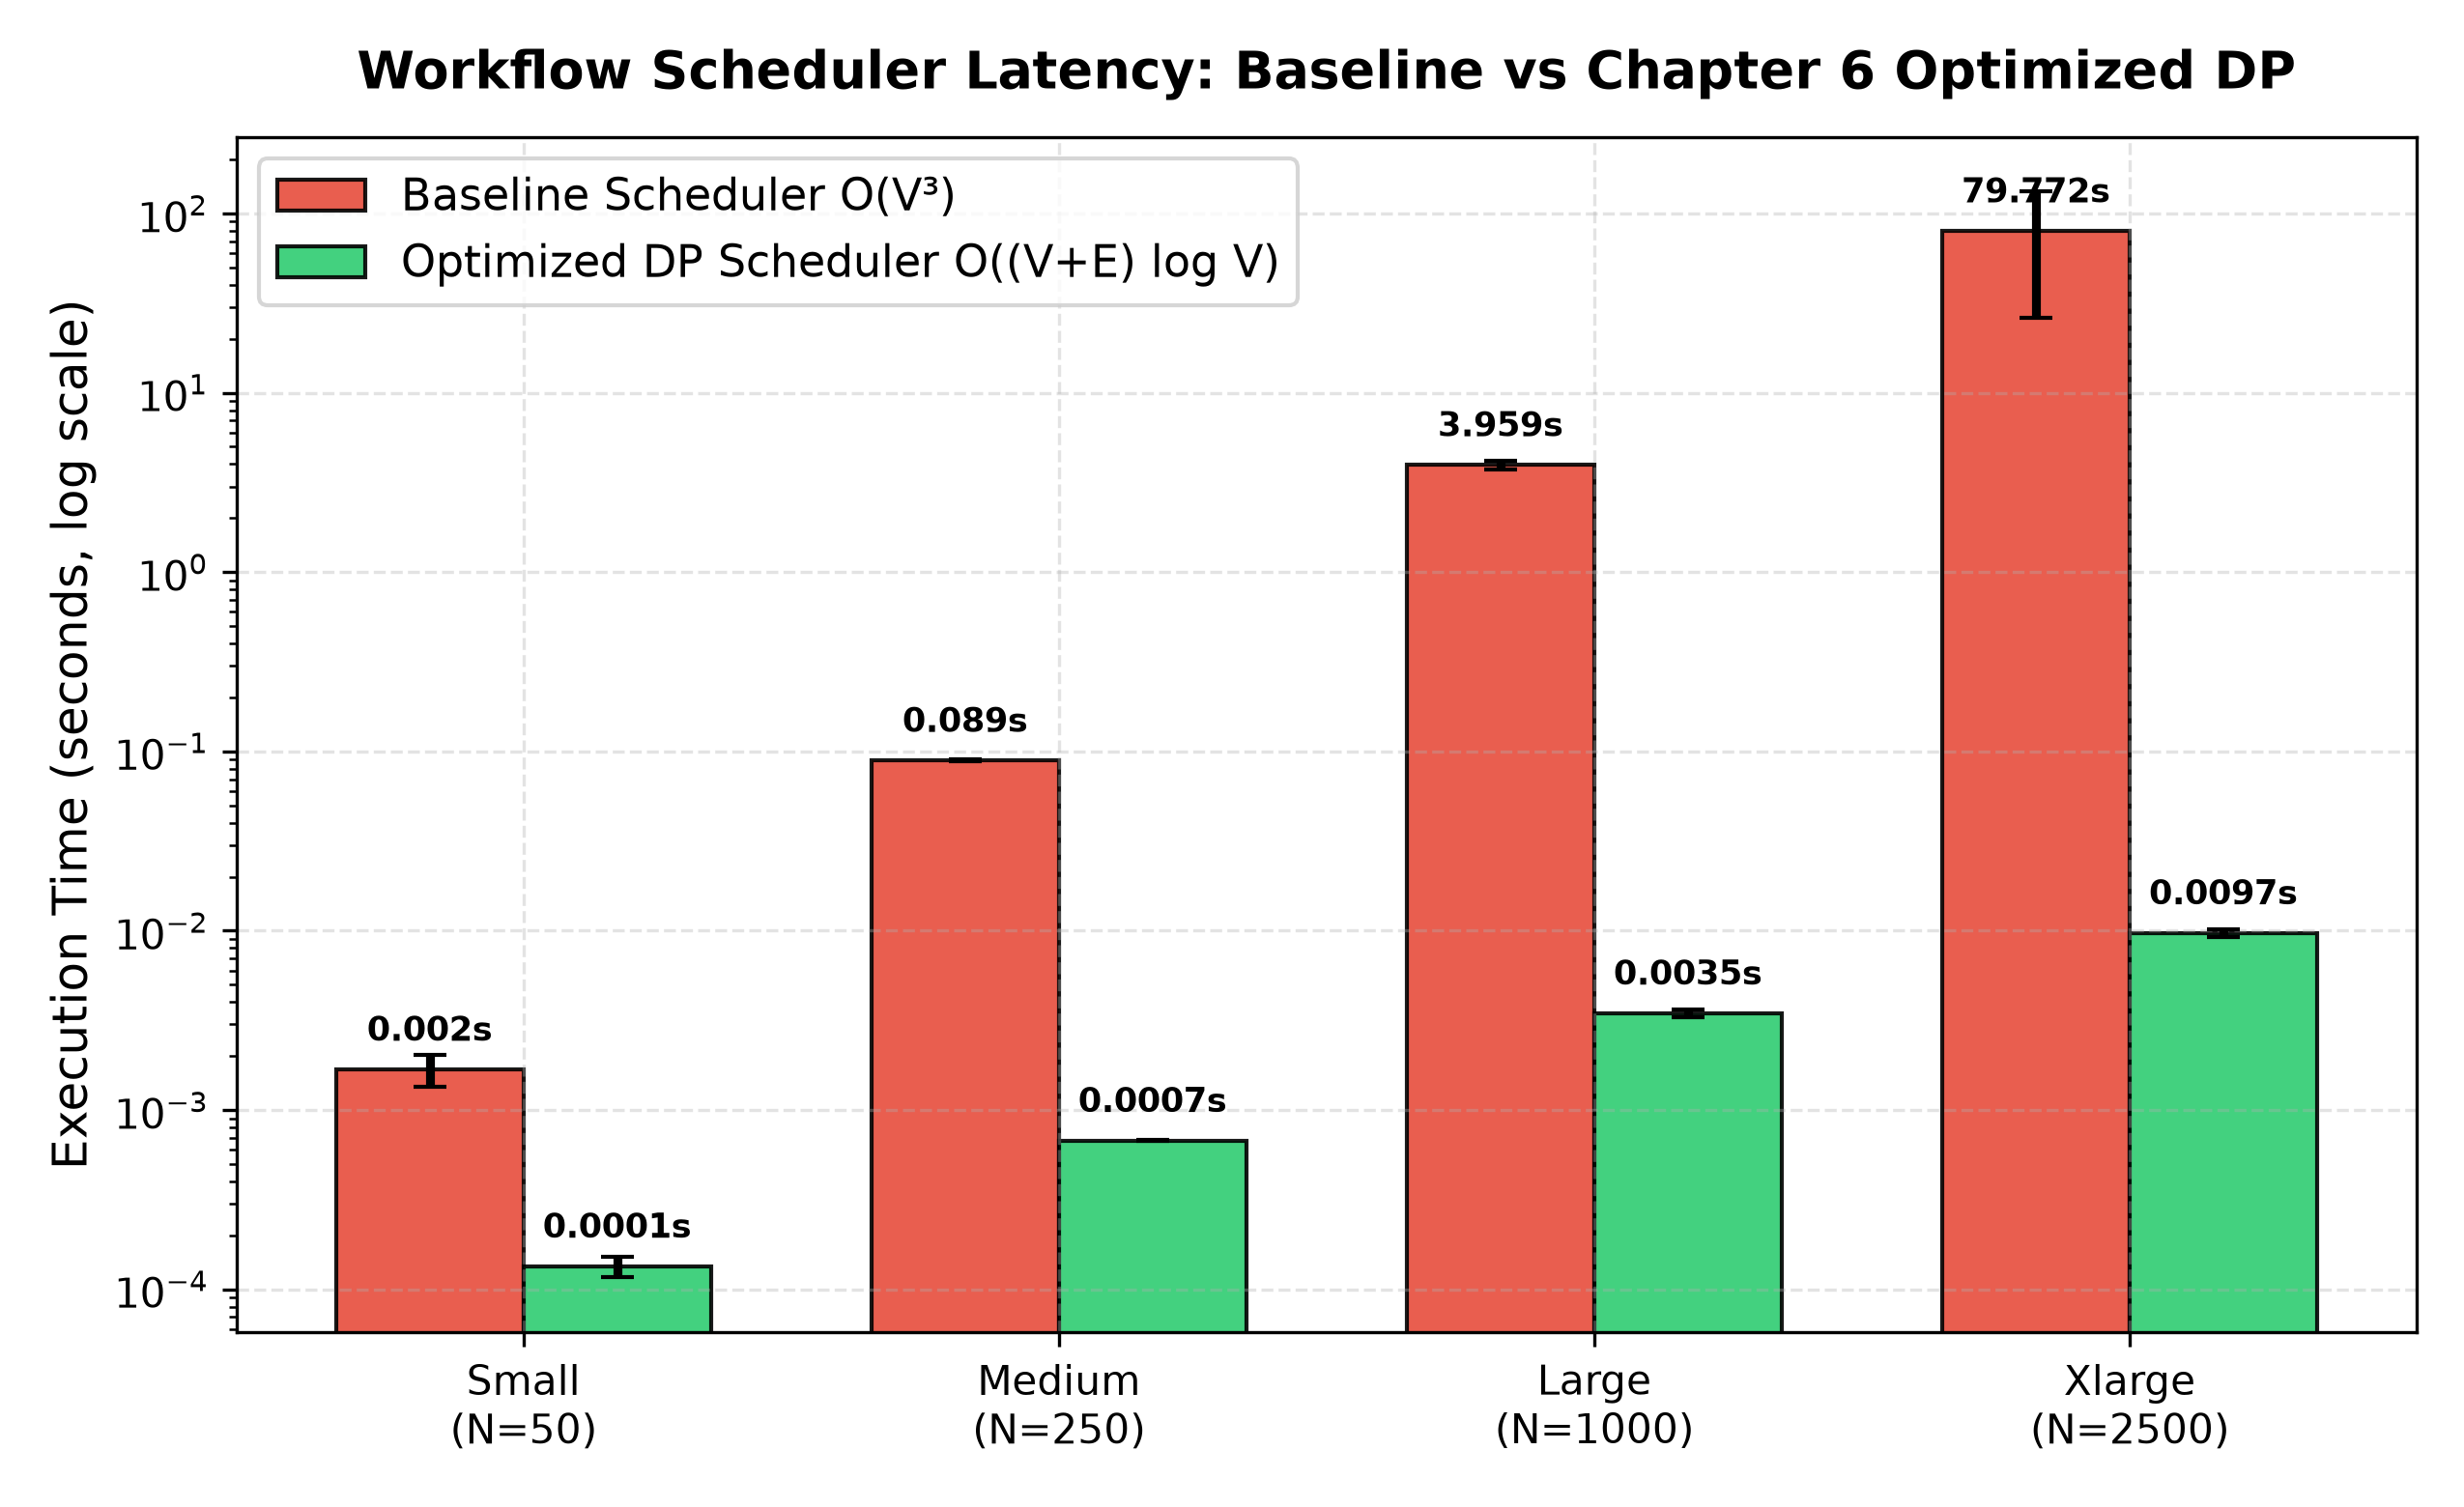 Workflow Scheduler Latency: Baseline vs Chapter 6 Optimized DP
Baseline Scheduler O(V³)
Optimized DP Scheduler O((V+E) log V)
Execution Time (seconds, log scale)
10²
10¹
10⁰
10⁻¹
10⁻²
10⁻³
10⁻⁴
0.002s
0.0001s
0.089s
0.0007s
3.959s
0.0035s
79.772s
0.0097s
Small
(N=50)
Medium
(N=250)
Large
(N=1000)
Xlarge
(N=2500)